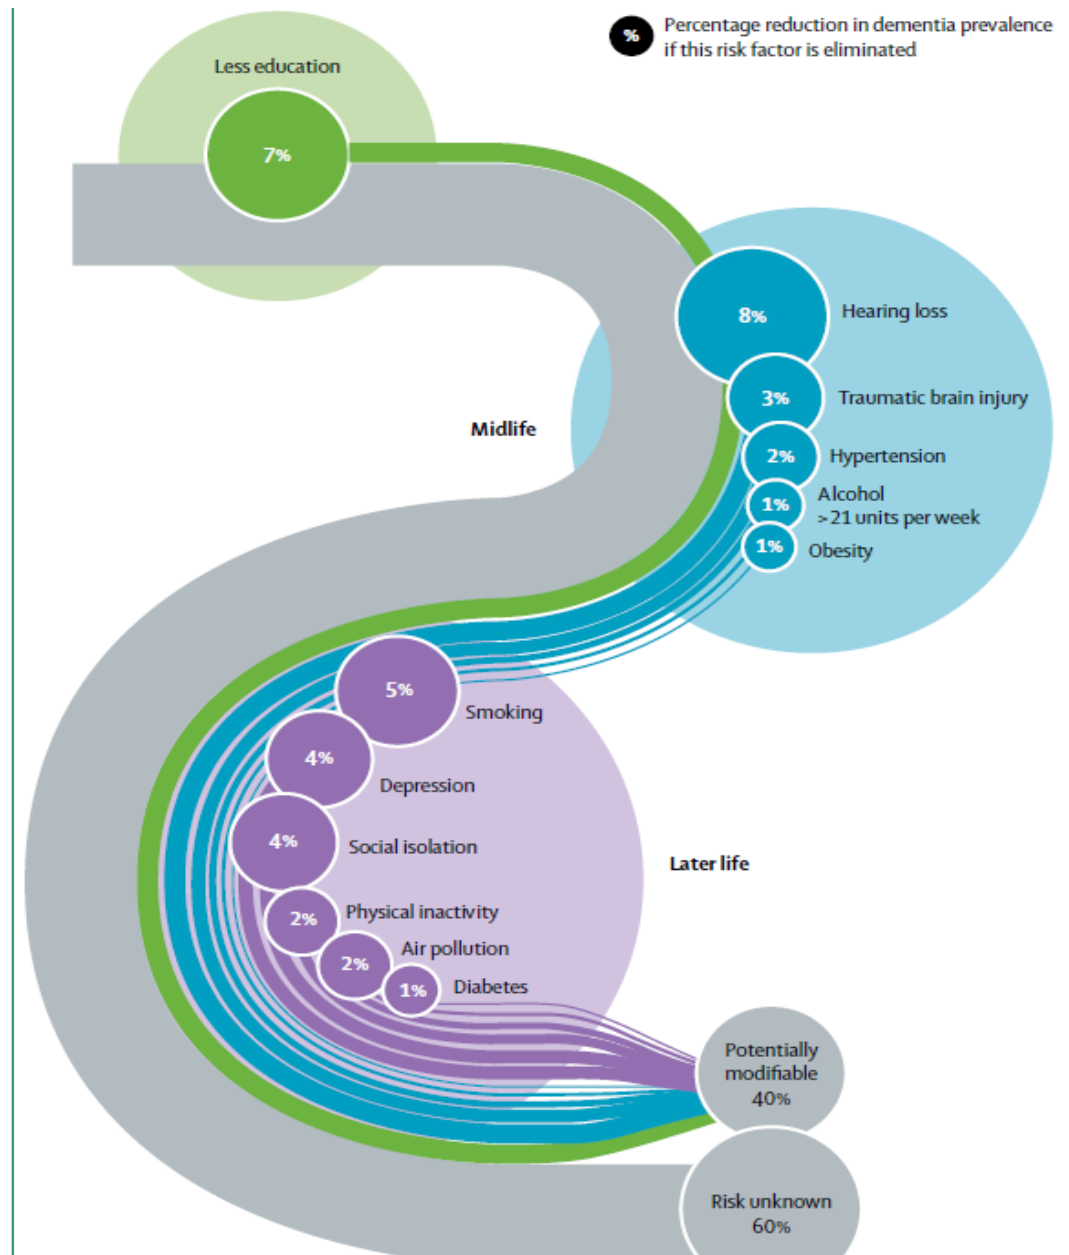 % Percentage reduction in dementia prevalence
if this risk factor is eliminated
Less education
7%
8% Hearing loss
3% Traumatic brain injury
Midlife
2% Hypertension
1% Alcohol
>21 units per week
1% Obesity
5%
Smoking
4%
Depression
4% Social isolation
Later life
2% Physical inactivity
2% Air pollution
1% Diabetes
Potentially
modifiable
40%
Risk unknown
60%